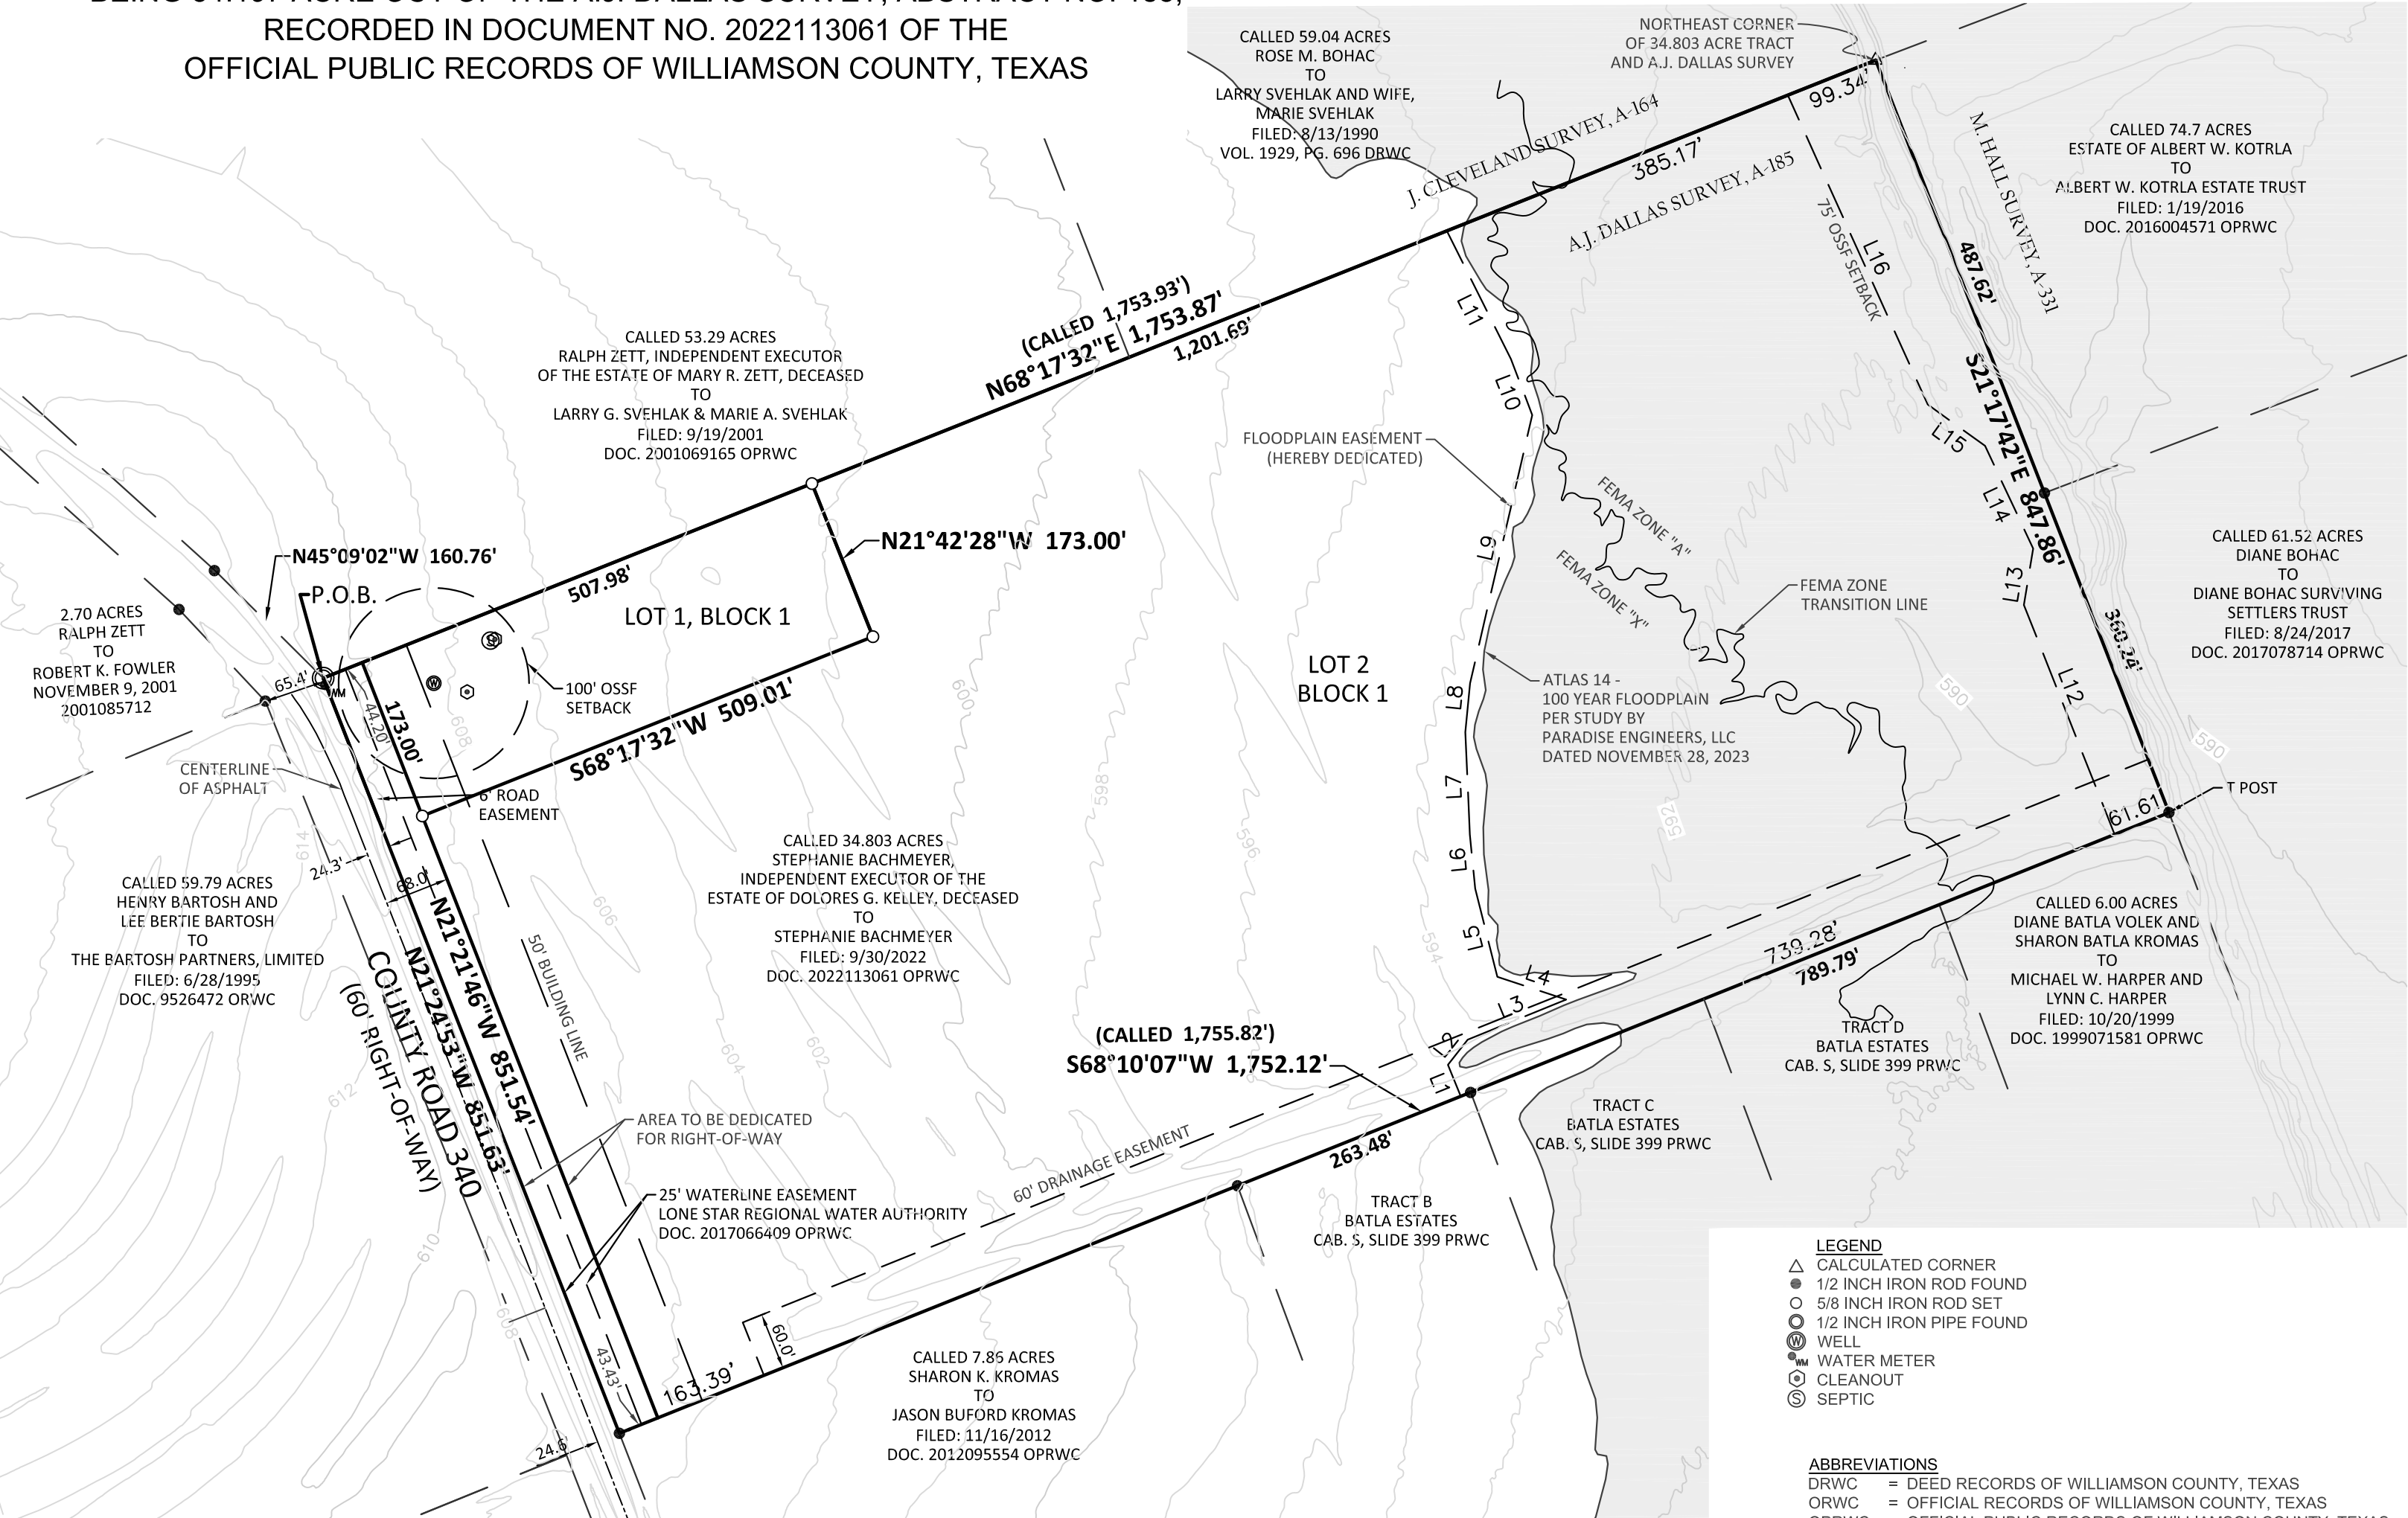 RECORDED IN DOCUMENT NO. 2022113061 OF THE
OFFICIAL PUBLIC RECORDS OF WILLIAMSON COUNTY, TEXAS
CALLED 59.04 ACRES
ROSE M. BOHAC
TO
LARRY SVEHLAK AND WIFE,
MARIE SVEHLAK
FILED: 8/13/1990
VOL. 1929, PG. 696 DRWC
NORTHEAST CORNER
OF 34.803 ACRE TRACT
AND A.J. DALLAS SURVEY
99.34'
J. CLEVELAND SURVEY, A-164
385.17'
A.J. DALLAS SURVEY, A-185
M. HALL SURVEY, A-331
CALLED 74.7 ACRES
ESTATE OF ALBERT W. KOTRLA
TO
ALBERT W. KOTRLA ESTATE TRUST
FILED: 1/19/2016
DOC. 2016004571 OPRWC
75' OSSF SETBACK
L16
487.62'
S21°17'42"E 847.86'
L11
L10
L15
L14
L13
L12
360.24'
(CALLED 1,753.93')
N68°17'32"E 1,753.87'
1,201.69'
CALLED 53.29 ACRES
RALPH ZETT, INDEPENDENT EXECUTOR
OF THE ESTATE OF MARY R. ZETT, DECEASED
TO
LARRY G. SVEHLAK & MARIE A. SVEHLAK
FILED: 9/19/2001
DOC. 2001069165 OPRWC
FLOODPLAIN EASEMENT
(HEREBY DEDICATED)
FEMA ZONE "A"
FEMA ZONE "X"
FEMA ZONE
TRANSITION LINE
CALLED 61.52 ACRES
DIANE BOHAC
TO
DIANE BOHAC SURVIVING
SETTLERS TRUST
FILED: 8/24/2017
DOC. 2017078714 OPRWC
N21°42'28"W 173.00'
N45°09'02"W 160.76'
P.O.B.
507.98'
LOT 1, BLOCK 1
2.70 ACRES
RALPH ZETT
TO
ROBERT K. FOWLER
NOVEMBER 9, 2001
2001085712
65.4'
WM
W
44.20'
173.00'
608
100' OSSF
SETBACK
S68°17'32"W 509.01'
600
L9
L8
L7
L6
L5
L4
L3
L2
L1
LOT 2
BLOCK 1
ATLAS 14 -
100 YEAR FLOODPLAIN
PER STUDY BY
PARADISE ENGINEERS, LLC
DATED NOVEMBER 28, 2023
590
590
592
T POST
61.61'
CENTERLINE
OF ASPHALT
6' ROAD
EASEMENT
614
24.3'
68.0'
598
596
594
606
CALLED 34.803 ACRES
STEPHANIE BACHMEYER,
INDEPENDENT EXECUTOR OF THE
ESTATE OF DOLORES G. KELLEY, DECEASED
TO
STEPHANIE BACHMEYER
FILED: 9/30/2022
DOC. 2022113061 OPRWC
CALLED 59.79 ACRES
HENRY BARTOSH AND
LEE BERTIE BARTOSH
TO
THE BARTOSH PARTNERS, LIMITED
FILED: 6/28/1995
DOC. 9526472 ORWC
N21°21'46"W 851.54'
N21°24'53"W 851.63'
COUNTY ROAD 340
(60' RIGHT-OF-WAY)
50' BUILDING LINE
739.28'
789.79'
CALLED 6.00 ACRES
DIANE BATLA VOLEK AND
SHARON BATLA KROMAS
TO
MICHAEL W. HARPER AND
LYNN C. HARPER
FILED: 10/20/1999
DOC. 1999071581 OPRWC
TRACT D
BATLA ESTATES
CAB. S, SLIDE 399 PRWC
(CALLED 1,755.82')
S68°10'07"W 1,752.12'
604
602
612
AREA TO BE DEDICATED
FOR RIGHT-OF-WAY
TRACT C
BATLA ESTATES
CAB. S, SLIDE 399 PRWC
263.48'
60' DRAINAGE EASEMENT
25' WATERLINE EASEMENT
LONE STAR REGIONAL WATER AUTHORITY
DOC. 2017066409 OPRWC
TRACT B
BATLA ESTATES
CAB. S, SLIDE 399 PRWC
610
608
60.0'
43.43'
163.39'
24.6'
CALLED 7.86 ACRES
SHARON K. KROMAS
TO
JASON BUFORD KROMAS
FILED: 11/16/2012
DOC. 2012095554 OPRWC
LEGEND
CALCULATED CORNER
1/2 INCH IRON ROD FOUND
5/8 INCH IRON ROD SET
1/2 INCH IRON PIPE FOUND
W WELL
WM WATER METER
CLEANOUT
S SEPTIC
ABBREVIATIONS
DRWC = DEED RECORDS OF WILLIAMSON COUNTY, TEXAS
ORWC = OFFICIAL RECORDS OF WILLIAMSON COUNTY, TEXAS